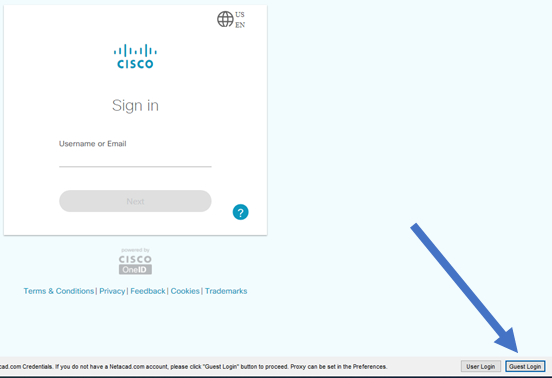 US
EN
CISCO
Sign in
Username or Email
Next
?
powered by
CISCO
OneID
Terms & Conditions| Privacy| Feedback| Cookies| Trademarks
.com Credentials. If you do not have a Netacad.com account, please click "Guest Login" button to proceed. Proxy can be set in the Preferences.
User Login
Guest Login